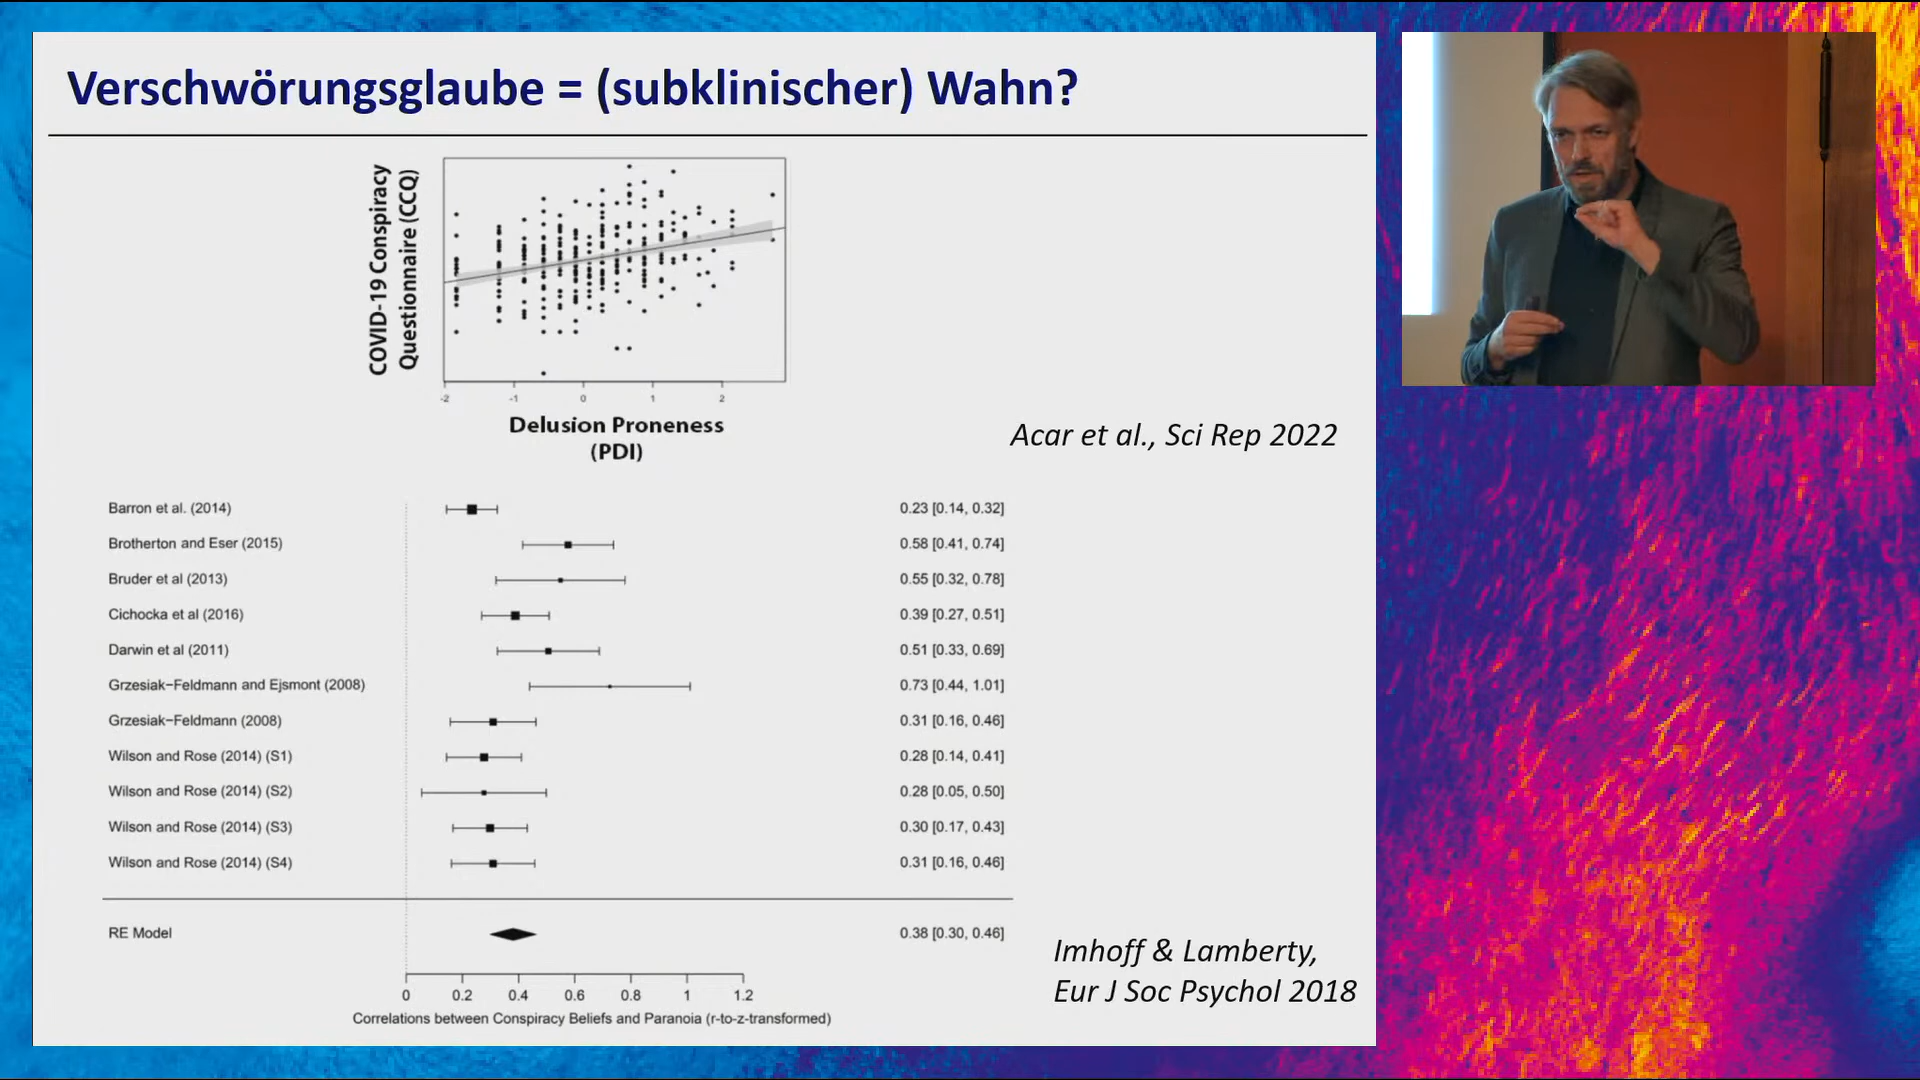 Verschwörungsglaube = (subklinischer) Wahn?
COVID-19 Conspiracy
Questionnaire (CCQ)
-2 -1 0 1 2
Delusion Proneness
(PDI)
Acar et al., Sci Rep 2022
Barron et al. (2014) 0.23 [0.14, 0.32]
Brotherton and Eser (2015) 0.58 [0.41, 0.74]
Bruder et al (2013) 0.55 [0.32, 0.78]
Cichocka et al (2016) 0.39 [0.27, 0.51]
Darwin et al (2011) 0.51 [0.33, 0.69]
Grzesiak−Feldmann and Ejsmont (2008) 0.73 [0.44, 1.01]
Grzesiak−Feldmann (2008) 0.31 [0.16, 0.46]
Wilson and Rose (2014) (S1) 0.28 [0.14, 0.41]
Wilson and Rose (2014) (S2) 0.28 [0.05, 0.50]
Wilson and Rose (2014) (S3) 0.30 [0.17, 0.43]
Wilson and Rose (2014) (S4) 0.31 [0.16, 0.46]
RE Model 0.38 [0.30, 0.46]
0 0.2 0.4 0.6 0.8 1 1.2
Correlations between Conspiracy Beliefs and Paranoia (r-to-z-transformed)
Imhoff & Lamberty,
Eur J Soc Psychol 2018